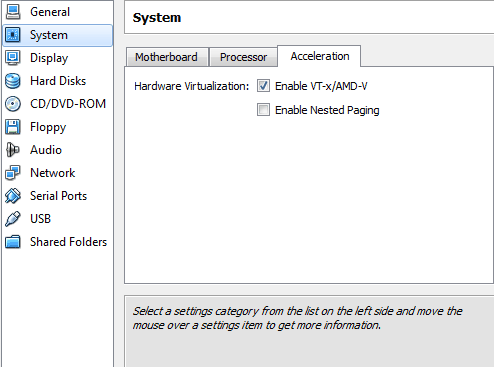 General
System
Display
Hard Disks
CD/DVD-ROM
Floppy
Audio
Network
Serial Ports
USB
Shared Folders
System
Motherboard Processor Acceleration
Hardware Virtualization: Enable VT-x/AMD-V
Enable Nested Paging
Select a settings category from the list on the left side and move the
mouse over a settings item to get more information.